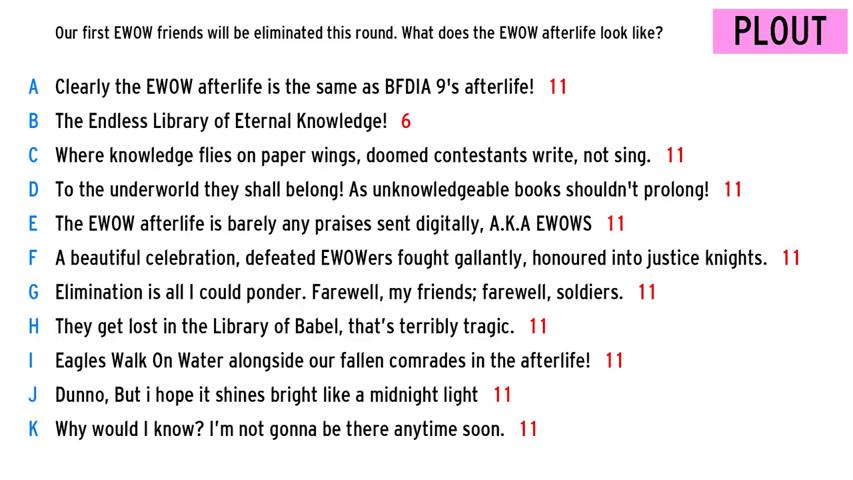 Our first EWOW friends will be eliminated this round. What does the EWOW afterlife look like?
PLOUT
A Clearly the EWOW afterlife is the same as BFDIA 9's afterlife! 11
B The Endless Library of Eternal Knowledge! 6
C Where knowledge flies on paper wings, doomed contestants write, not sing. 11
D To the underworld they shall belong! As unknowledgeable books shouldn't prolong! 11
E The EWOW afterlife is barely any praises sent digitally, A.K.A EWOWS 11
F A beautiful celebration, defeated EWOWers fought gallantly, honoured into justice knights. 11
G Elimination is all I could ponder. Farewell, my friends; farewell, soldiers. 11
H They get lost in the Library of Babel, that’s terribly tragic. 11
I Eagles Walk On Water alongside our fallen comrades in the afterlife! 11
J Dunno, But i hope it shines bright like a midnight light 11
K Why would I know? I’m not gonna be there anytime soon. 11